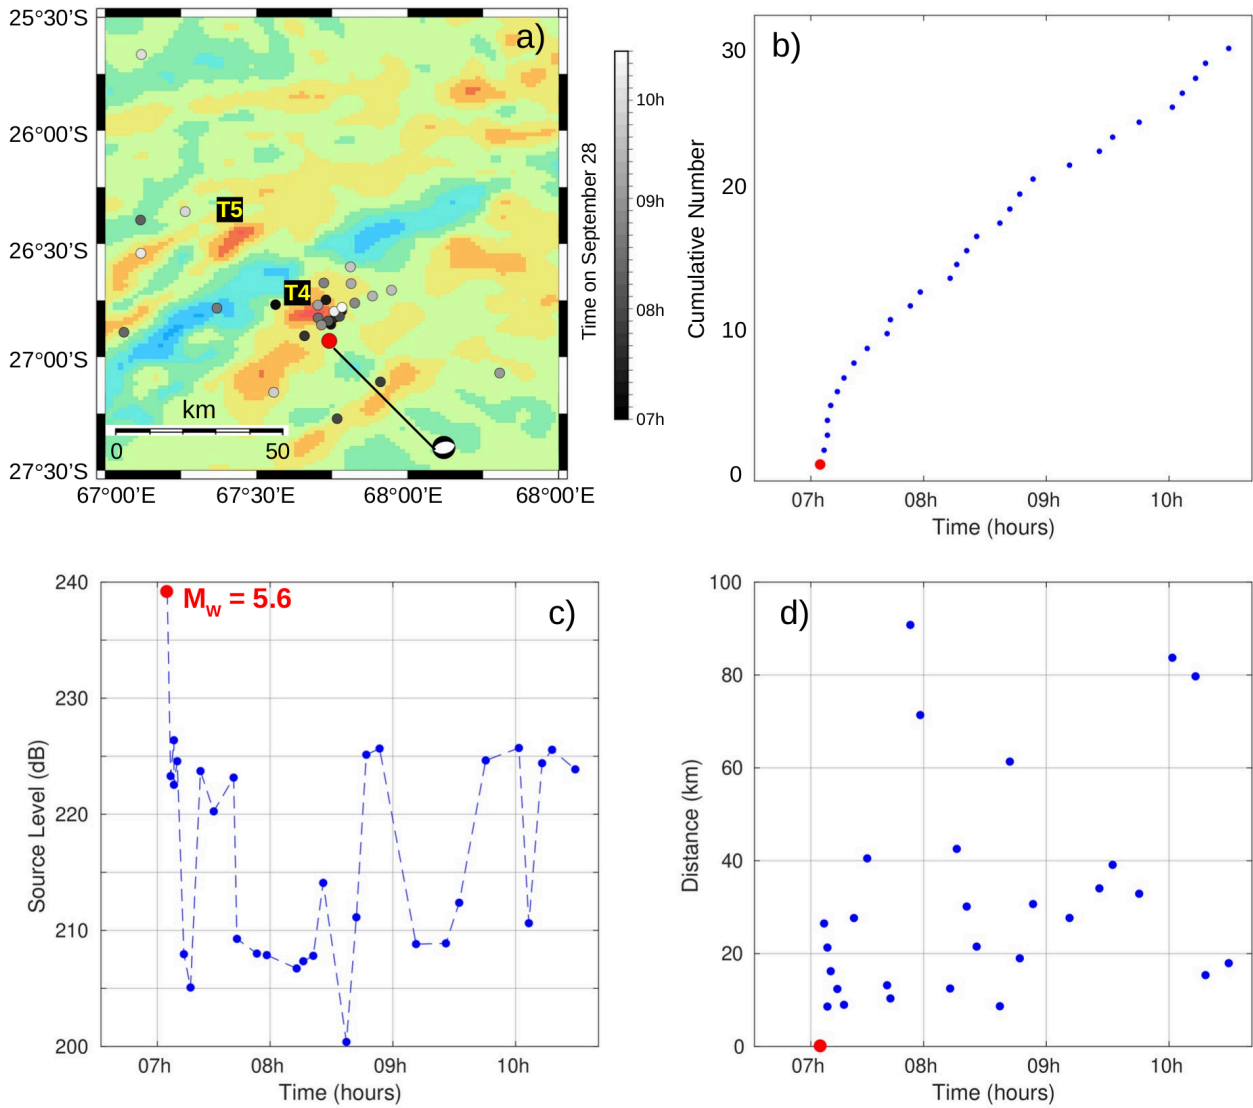 a)
25°30'S
26°00'S
26°30'S
27°00'S
27°30'S
T5
T4
km
0 50
67°00'E 67°30'E 68°00'E 68°00'E
10h
09h
08h
07h
Time on September 28
b)
30
20
10
0
Cumulative Number
07h 08h 09h 10h
Time (hours)
c)
Mw = 5.6
240
230
220
210
200
Source Level (dB)
07h 08h 09h 10h
Time (hours)
d)
100
80
60
40
20
0
Distance (km)
07h 08h 09h 10h
Time (hours)